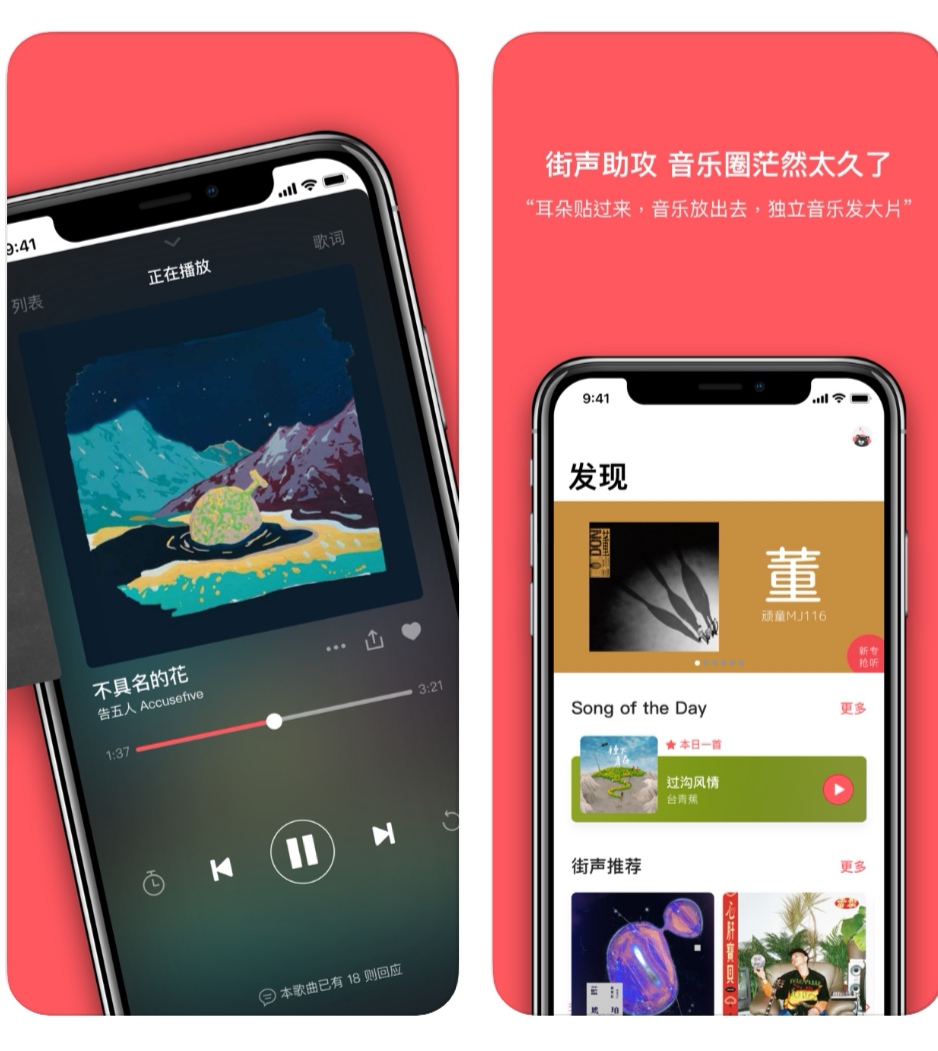 9:41
列表
正在播放
歌词
不具名的花
告五人 Accusefive
1:37
3:21
本歌曲已有 18 则回应
街声助攻 音乐圈茫然太久了
“耳朵贴过来，音乐放出去，独立音乐发大片”
9:41
发现
董
顽童MJ116
新专
抢听
Song of the Day
更多
本日一首
过沟风情
台青蕉
街声推荐
更多
心肝寶貝